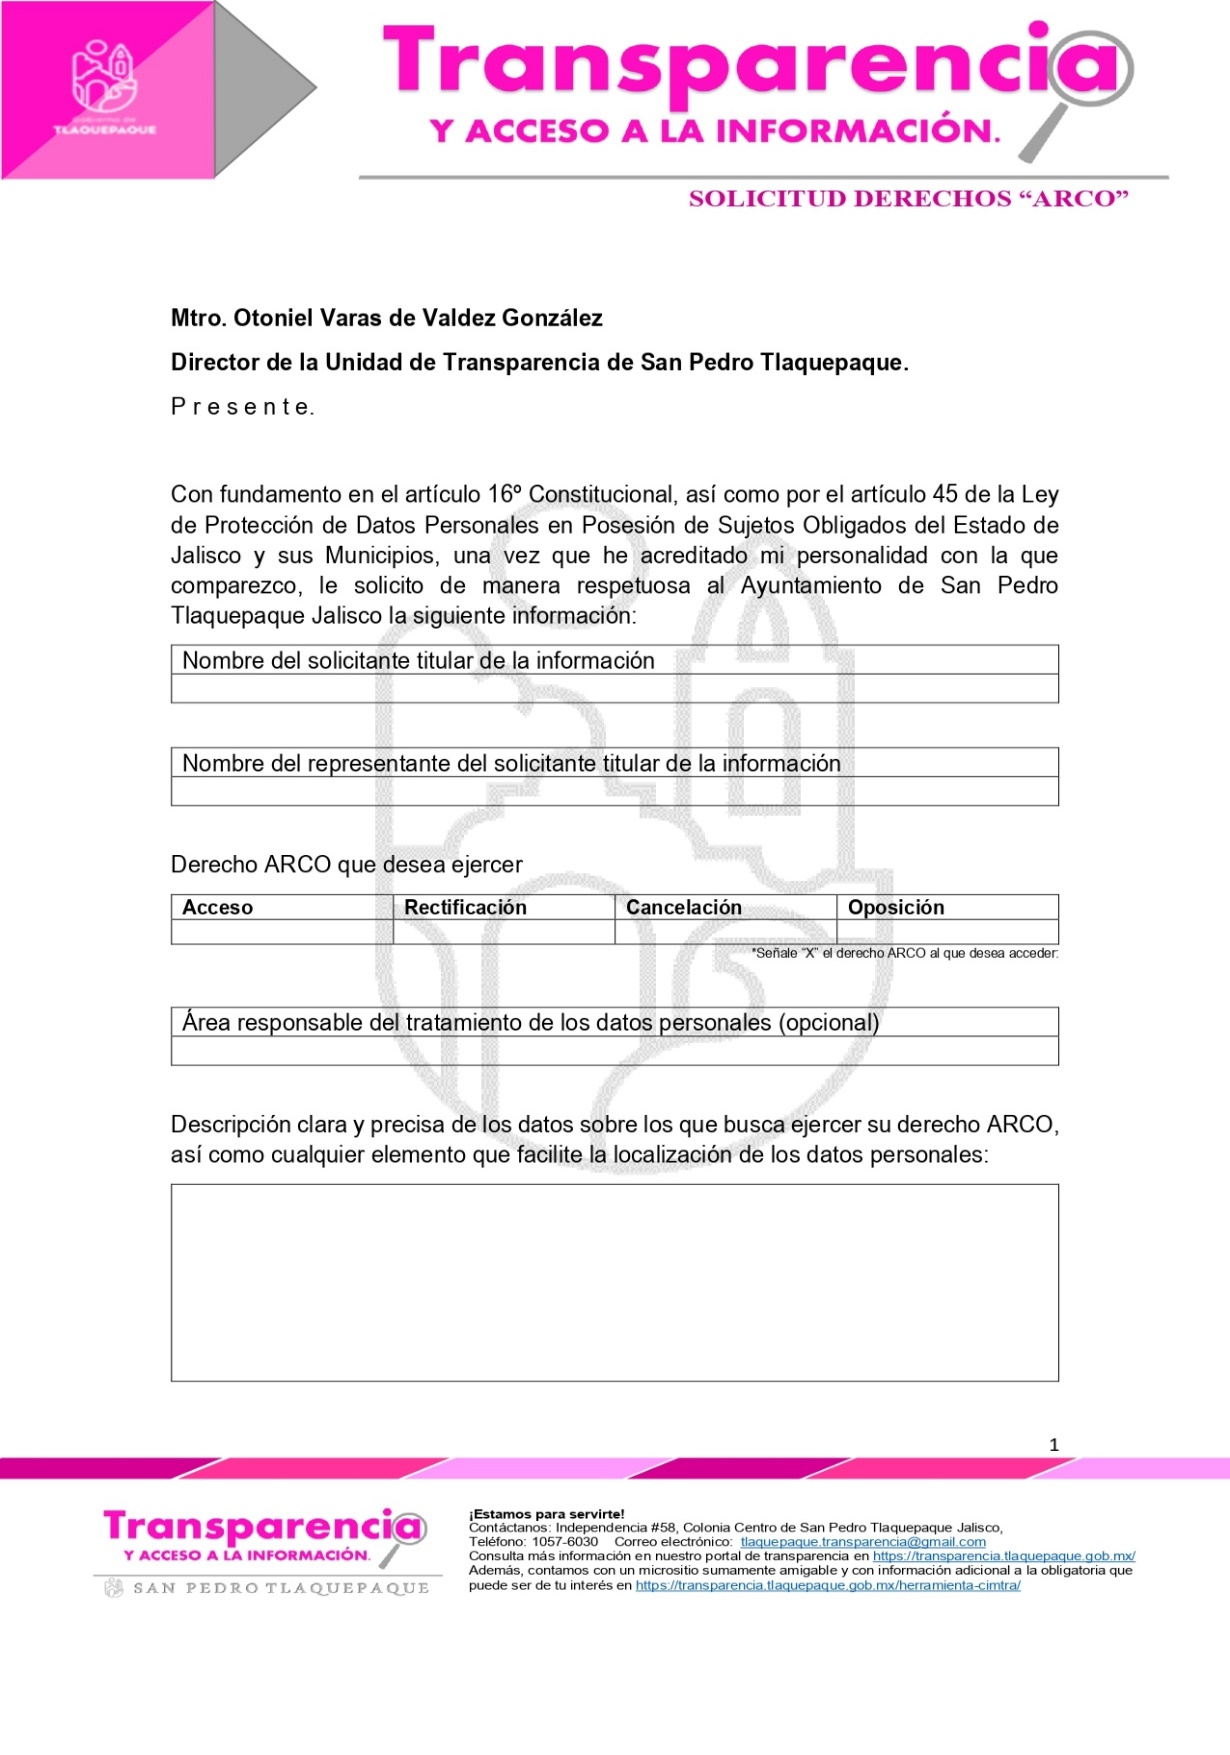 Gobierno de
TLAQUEPAQUE
Transparencia
Y ACCESO A LA INFORMACIÓN.
SOLICITUD DERECHOS “ARCO”
Mtro. Otoniel Varas de Valdez González
Director de la Unidad de Transparencia de San Pedro Tlaquepaque.
P r e s e n t e.
Con fundamento en el artículo 16º Constitucional, así como por el artículo 45 de la Ley
de Protección de Datos Personales en Posesión de Sujetos Obligados del Estado de
Jalisco y sus Municipios, una vez que he acreditado mi personalidad con la que
comparezco, le solicito de manera respetuosa al Ayuntamiento de San Pedro
Tlaquepaque Jalisco la siguiente información:
Nombre del solicitante titular de la información
Nombre del representante del solicitante titular de la información
Derecho ARCO que desea ejercer
Acceso Rectificación Cancelación Oposición
*Señale “X” el derecho ARCO al que desea acceder.
Área responsable del tratamiento de los datos personales (opcional)
Descripción clara y precisa de los datos sobre los que busca ejercer su derecho ARCO,
así como cualquier elemento que facilite la localización de los datos personales:
1
Transparencia
Y ACCESO A LA INFORMACIÓN.
SAN PEDRO TLAQUEPAQUE
¡Estamos para servirte!
Contáctanos: Independencia #58, Colonia Centro de San Pedro Tlaquepaque Jalisco,
Teléfono: 1057-6030 Correo electrónico: tlaquepaque.transparencia@gmail.com
Consulta más información en nuestro portal de transparencia en https://transparencia.tlaquepaque.gob.mx/
Además, contamos con un micrositio sumamente amigable y con información adicional a la obligatoria que
puede ser de tu interés en https://transparencia.tlaquepaque.gob.mx/herramienta-cimtra/